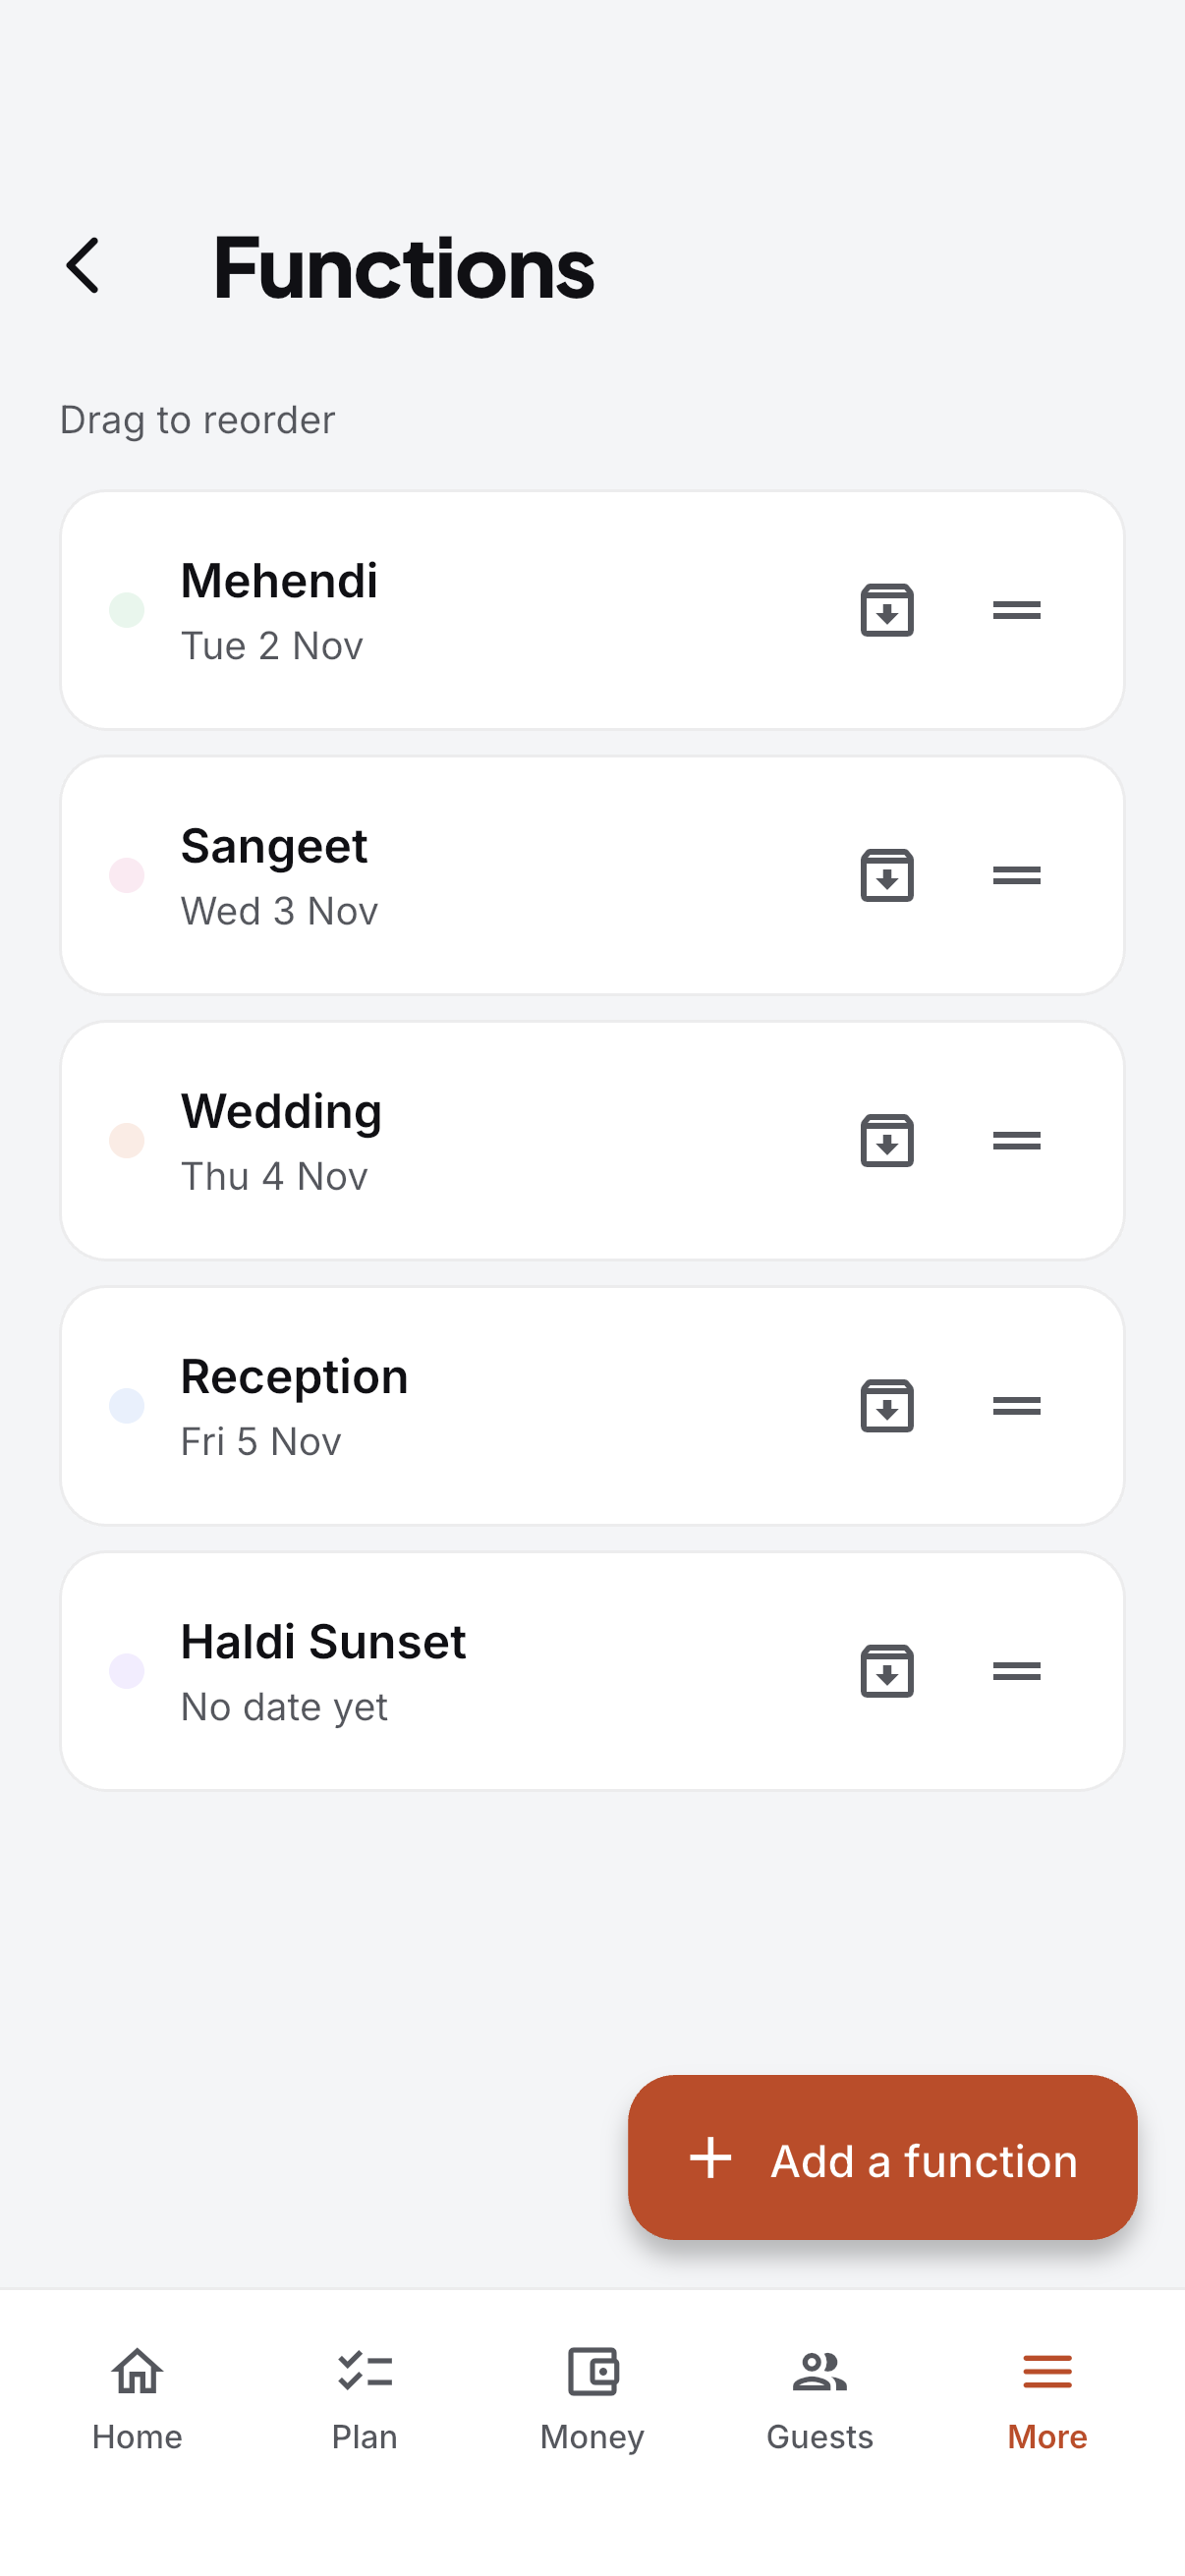 Functions
Drag to reorder
Mehendi
Tue 2 Nov
Sangeet
Wed 3 Nov
Wedding
Thu 4 Nov
Reception
Fri 5 Nov
Haldi Sunset
No date yet
Add a function
Home
Plan
Money
Guests
More